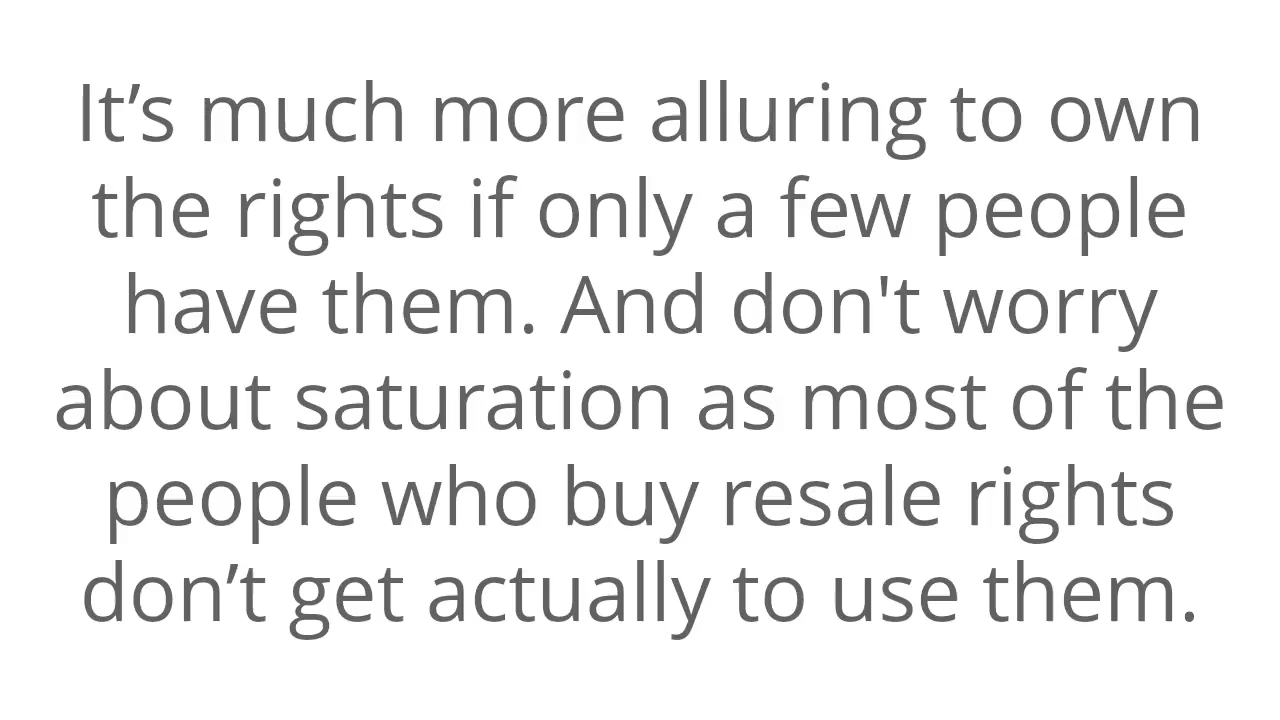 It’s much more alluring to own
the rights if only a few people
have them. And don't worry
about saturation as most of the
people who buy resale rights
don’t get actually to use them.